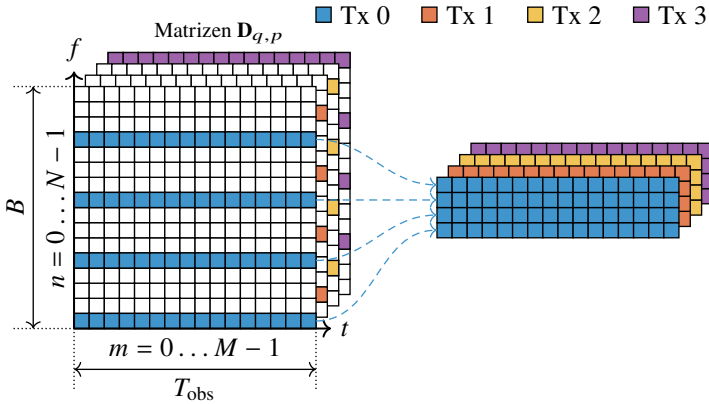 Tx 0 Tx 1 Tx 2 Tx 3
Matrizen D_{q,p}
f
B
n = 0 … N − 1
t
m = 0 … M − 1
T_obs